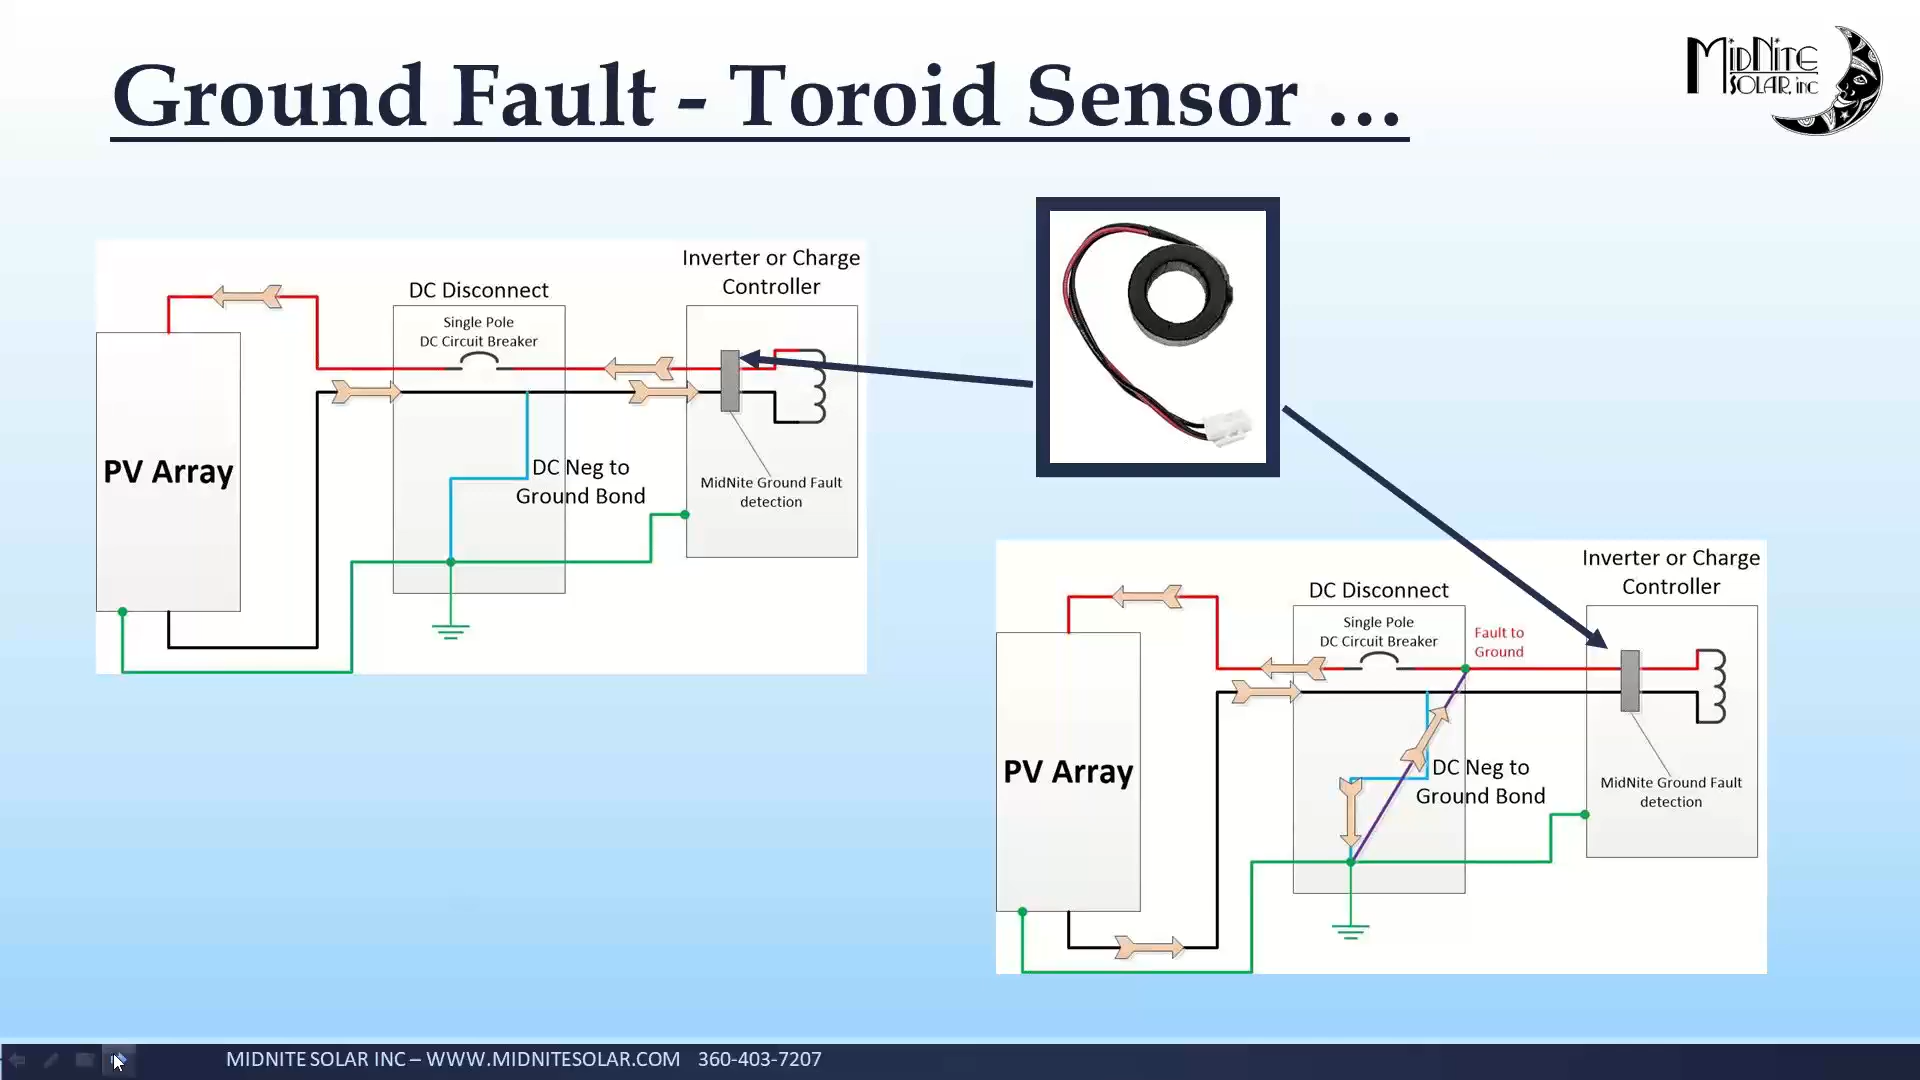 Ground Fault - Toroid Sensor ...
MIDNITE
SOLAR, inc
Inverter or Charge
Controller
DC Disconnect
Single Pole
DC Circuit Breaker
PV Array
DC Neg to
Ground Bond
MidNite Ground Fault
detection
Inverter or Charge
Controller
DC Disconnect
Single Pole
DC Circuit Breaker
Fault to
Ground
PV Array
DC Neg to
Ground Bond
MidNite Ground Fault
detection
MIDNITE SOLAR INC – WWW.MIDNITESOLAR.COM 360-403-7207